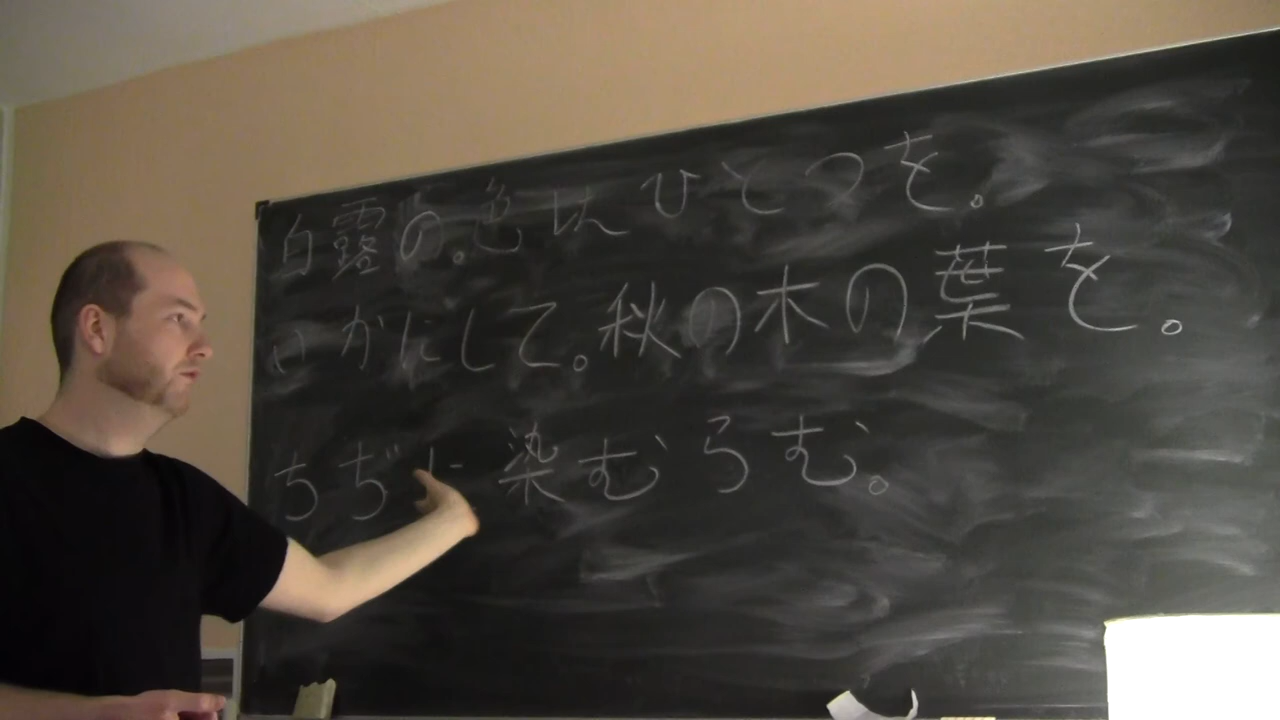 白露の。色はひとつを。
いかにして。秋の木の葉を。
ちぢに染むらむ。